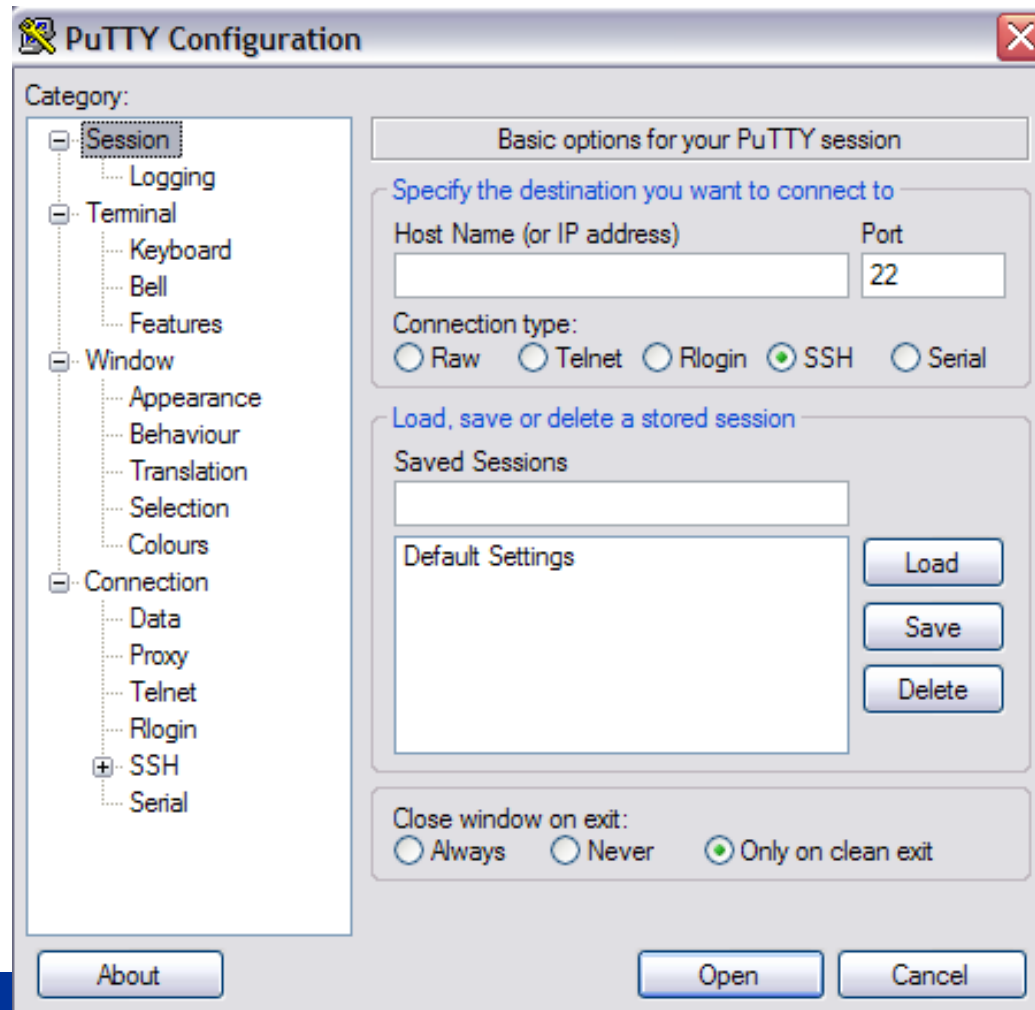 PuTTY Configuration
Category:
Session
Logging
Terminal
Keyboard
Bell
Features
Window
Appearance
Behaviour
Translation
Selection
Colours
Connection
Data
Proxy
Telnet
Rlogin
SSH
Serial
Basic options for your PuTTY session
Specify the destination you want to connect to
Host Name (or IP address) Port
22
Connection type:
Raw Telnet Rlogin SSH Serial
Load, save or delete a stored session
Saved Sessions
Default Settings
Load
Save
Delete
Close window on exit:
Always Never Only on clean exit
About Open Cancel